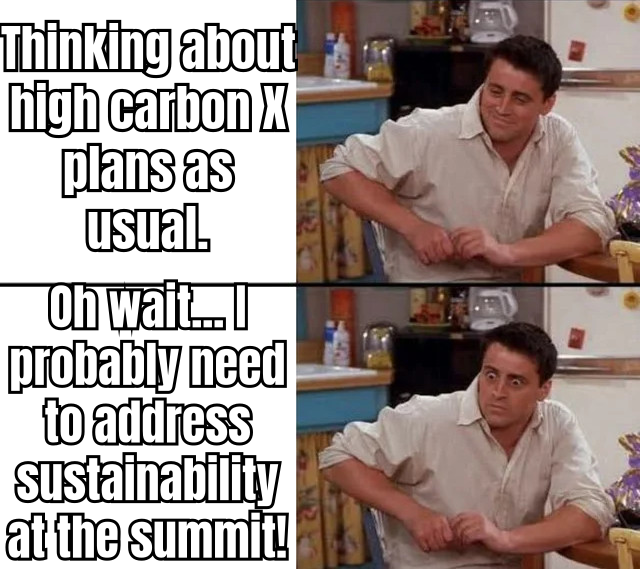 Thinking about
high carbon X
plans as
usual.
Oh wait... I
probably need
to address
sustainability
at the summit!